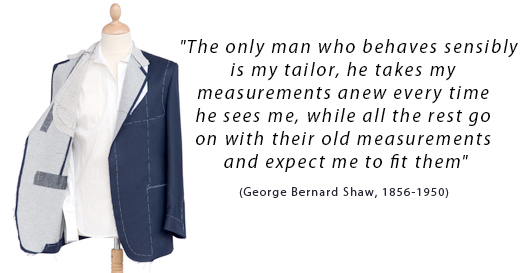 "The only man who behaves sensibly
is my tailor, he takes my
measurements anew every time
he sees me, while all the rest go
on with their old measurements
and expect me to fit them"
(George Bernard Shaw, 1856-1950)